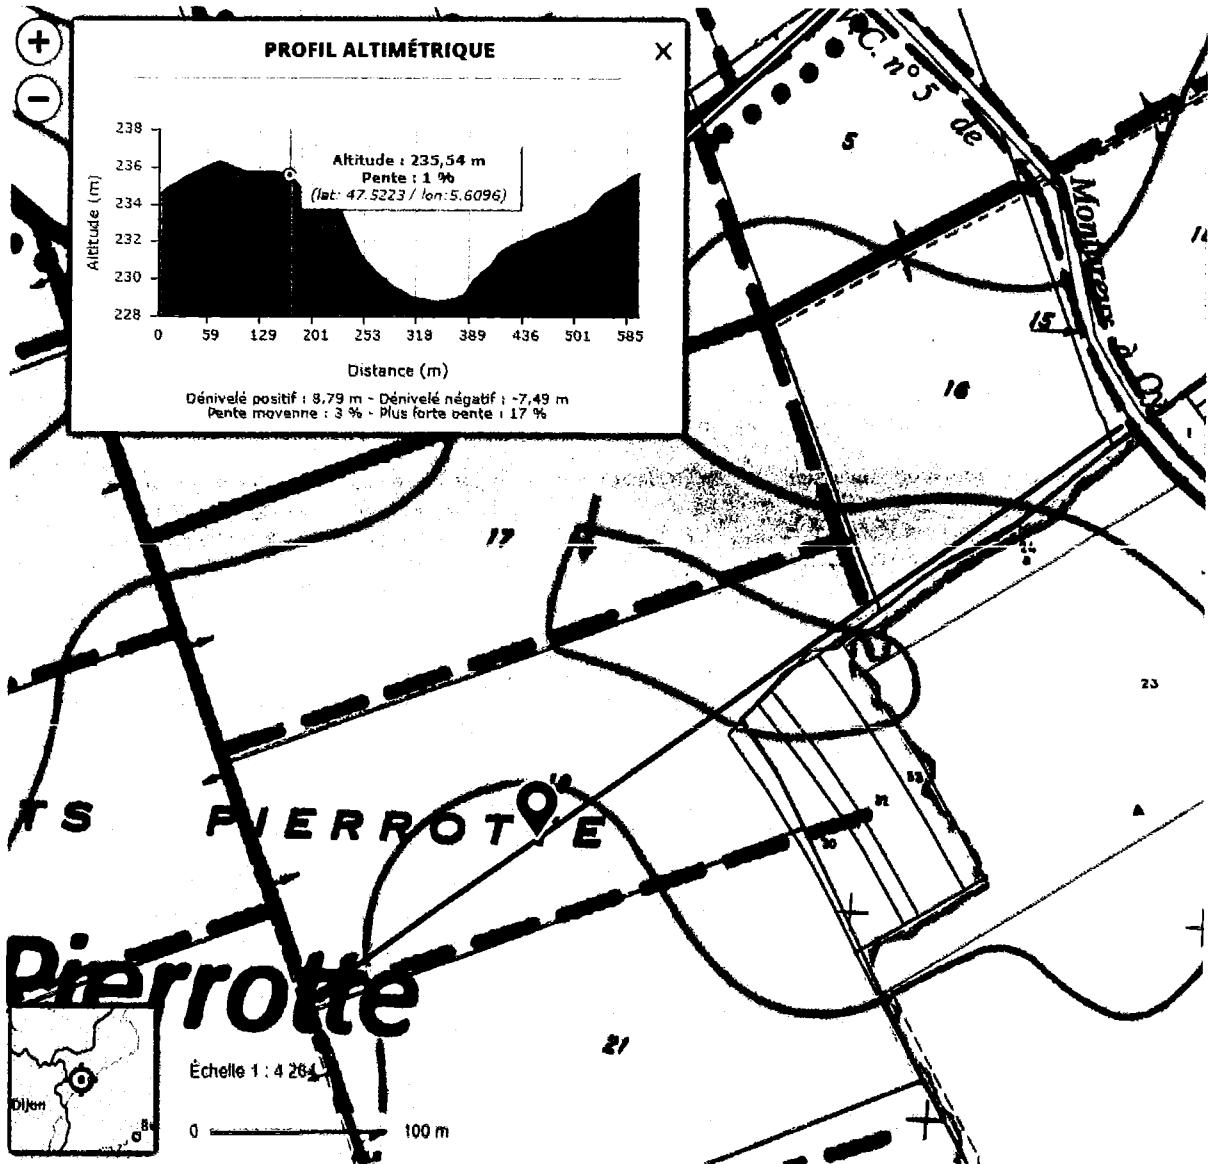 PROFIL ALTIMÉTRIQUE
238
236
234
232
230
228
Altitude (m)
Altitude : 235,54 m
Pente : 1 %
(lat: 47.5223 / lon:5.6096)
0 59 129 201 253 318 389 436 501 585
Distance (m)
Dénivelé positif : 8,79 m - Dénivelé négatif : -7,49 m
Pente moyenne : 3 % - Plus forte pente : 17 %
C. n° 5 de
Montureux à
5
15
16
17
23
33
30
TS PIERROTTE
Pierrotte
21
Dijon
Échelle 1 : 4 264
0 100 m